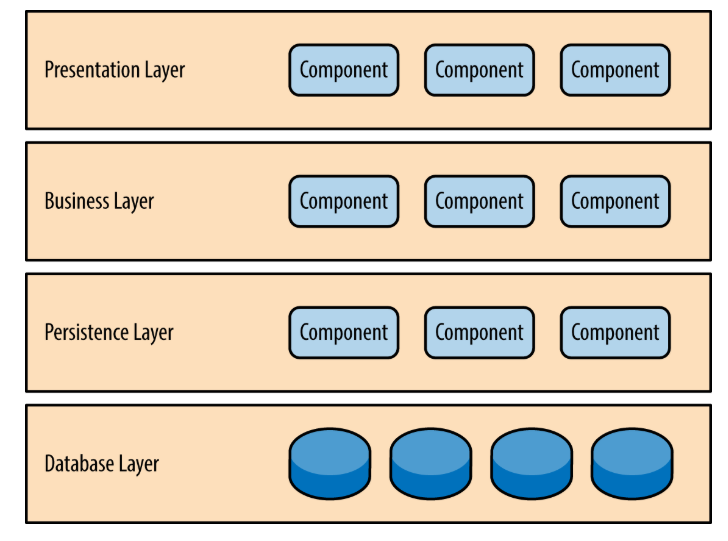 Presentation Layer Component Component Component
Business Layer Component Component Component
Persistence Layer Component Component Component
Database Layer